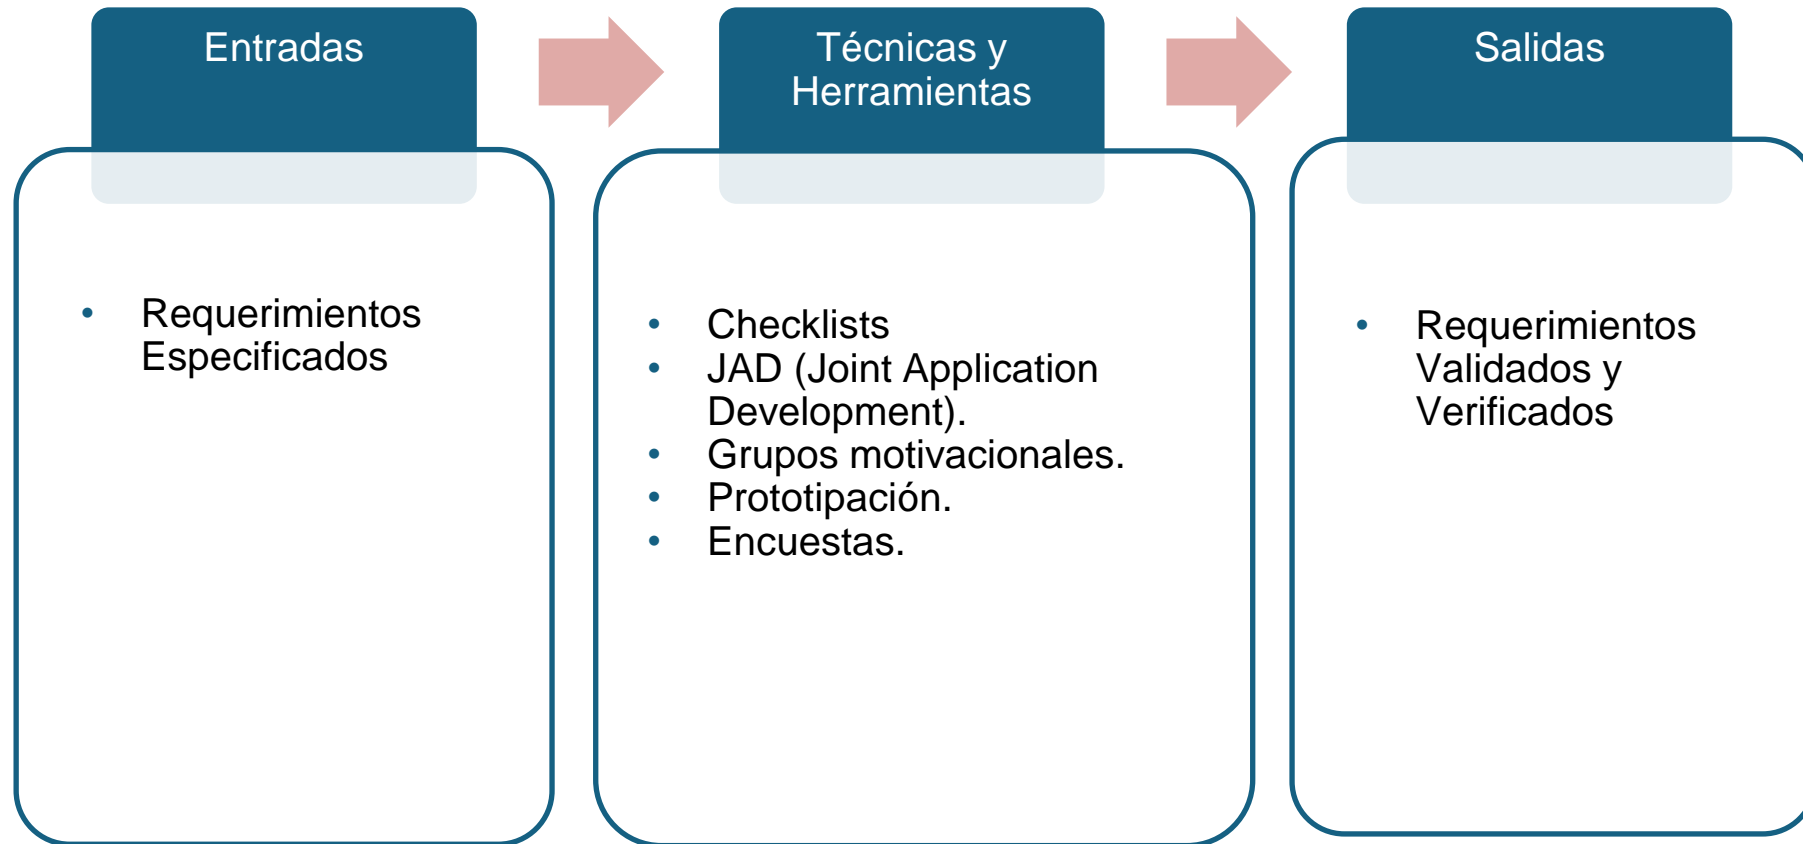 Entradas
Técnicas y
Herramientas
Salidas
• Requerimientos
Especificados
• Checklists
• JAD (Joint Application
Development).
• Grupos motivacionales.
• Prototipación.
• Encuestas.
• Requerimientos
Validados y
Verificados